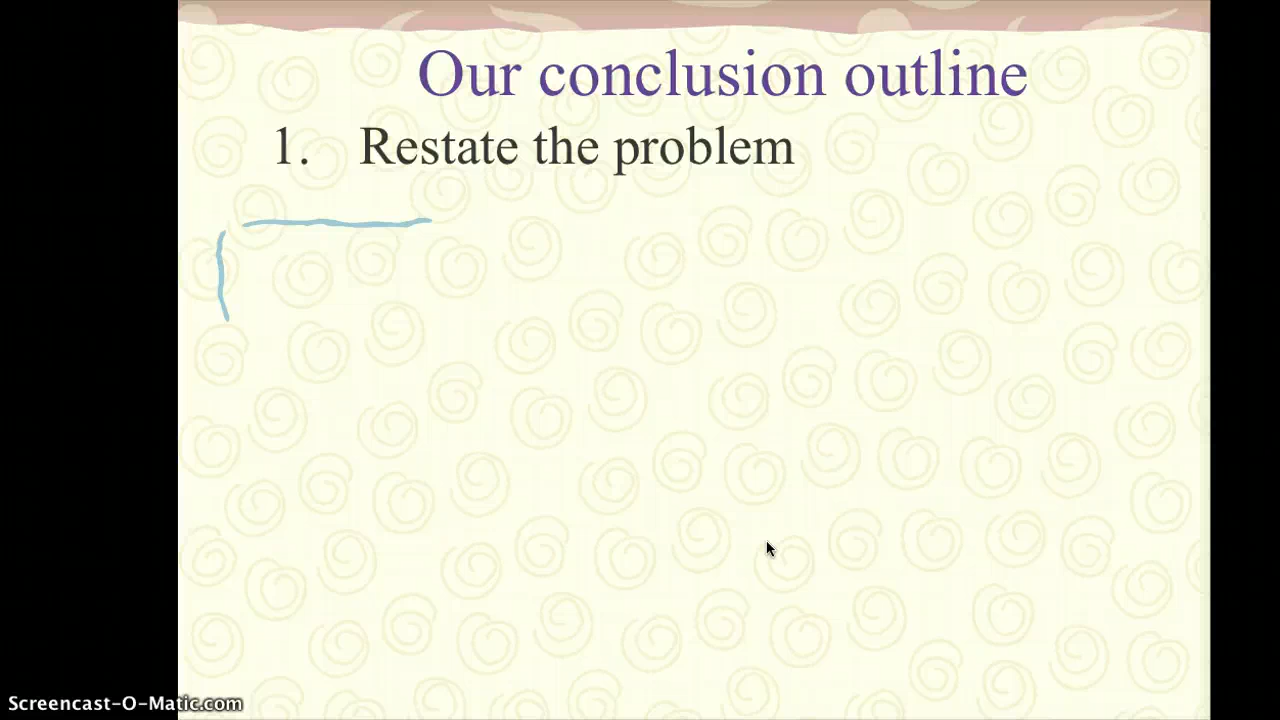 Our conclusion outline
1. Restate the problem
Screencast-O-Matic.com